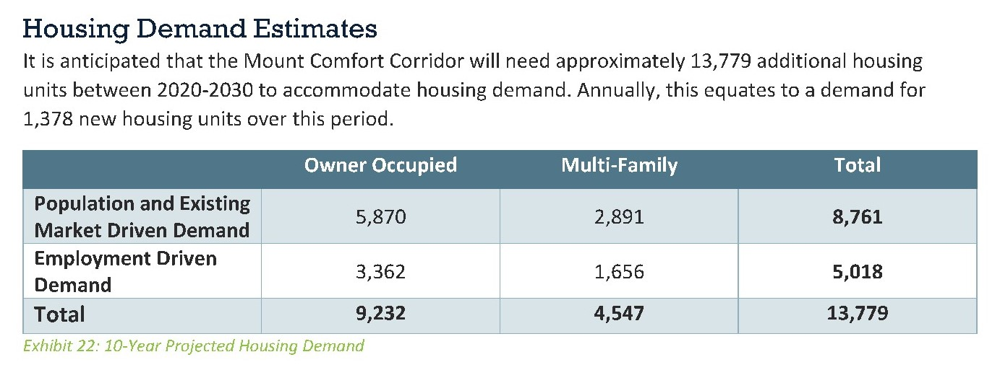 Housing Demand Estimates
It is anticipated that the Mount Comfort Corridor will need approximately 13,779 additional housing
units between 2020-2030 to accommodate housing demand. Annually, this equates to a demand for
1,378 new housing units over this period.
Owner Occupied Multi-Family Total
Population and Existing
Market Driven Demand 5,870 2,891 8,761
Employment Driven
Demand 3,362 1,656 5,018
Total 9,232 4,547 13,779
Exhibit 22: 10-Year Projected Housing Demand